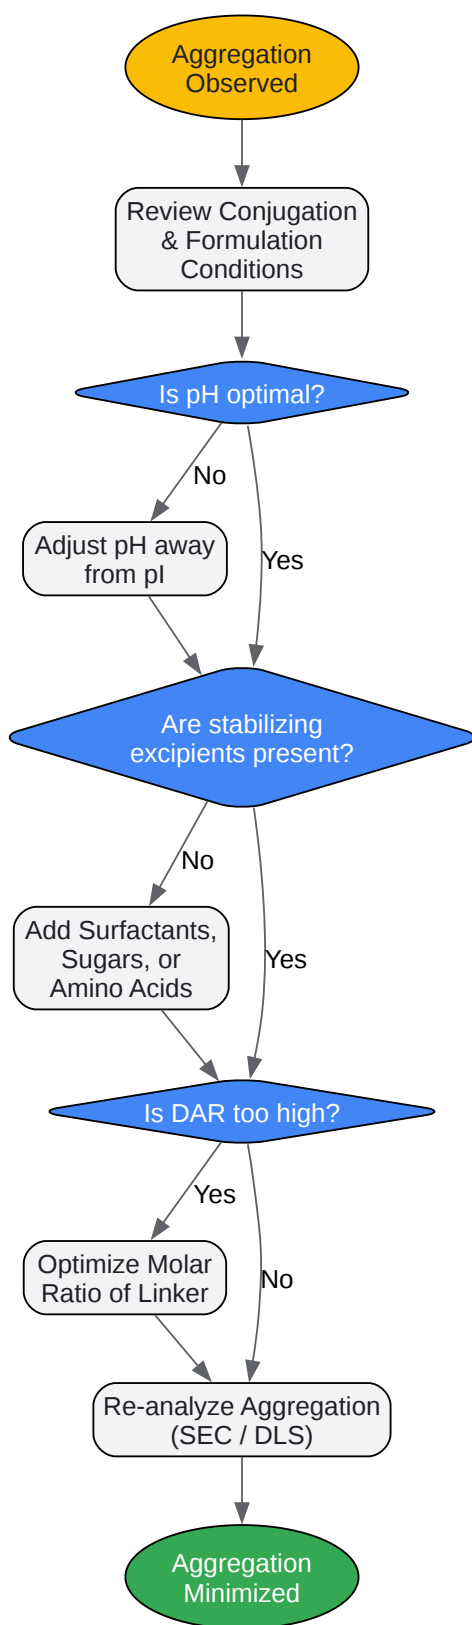 Aggregation
Observed
Review Conjugation
& Formulation
Conditions
Is pH optimal?
No
Yes
Adjust pH away
from pI
Are stabilizing
excipients present?
No
Yes
Add Surfactants,
Sugars, or
Amino Acids
Is DAR too high?
Yes
No
Optimize Molar
Ratio of Linker
Re-analyze Aggregation
(SEC / DLS)
Aggregation
Minimized